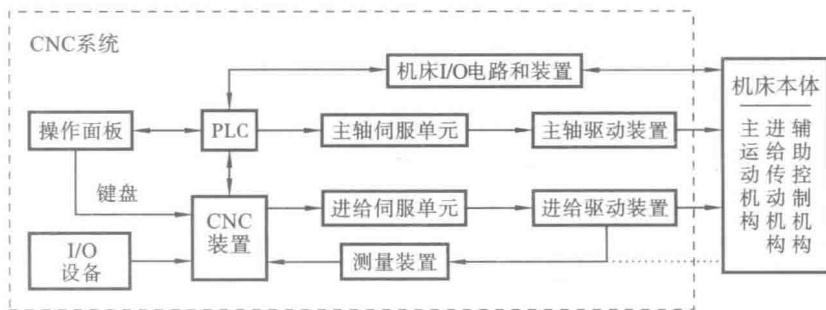 CNC系统
机床I/O电路和装置
机床本体
操作面板
PLC
主轴伺服单元
主轴驱动装置
主运动机构
进给传动机构
辅助控制机构
键盘
CNC
装置
进给伺服单元
进给驱动装置
I/O
设备
测量装置